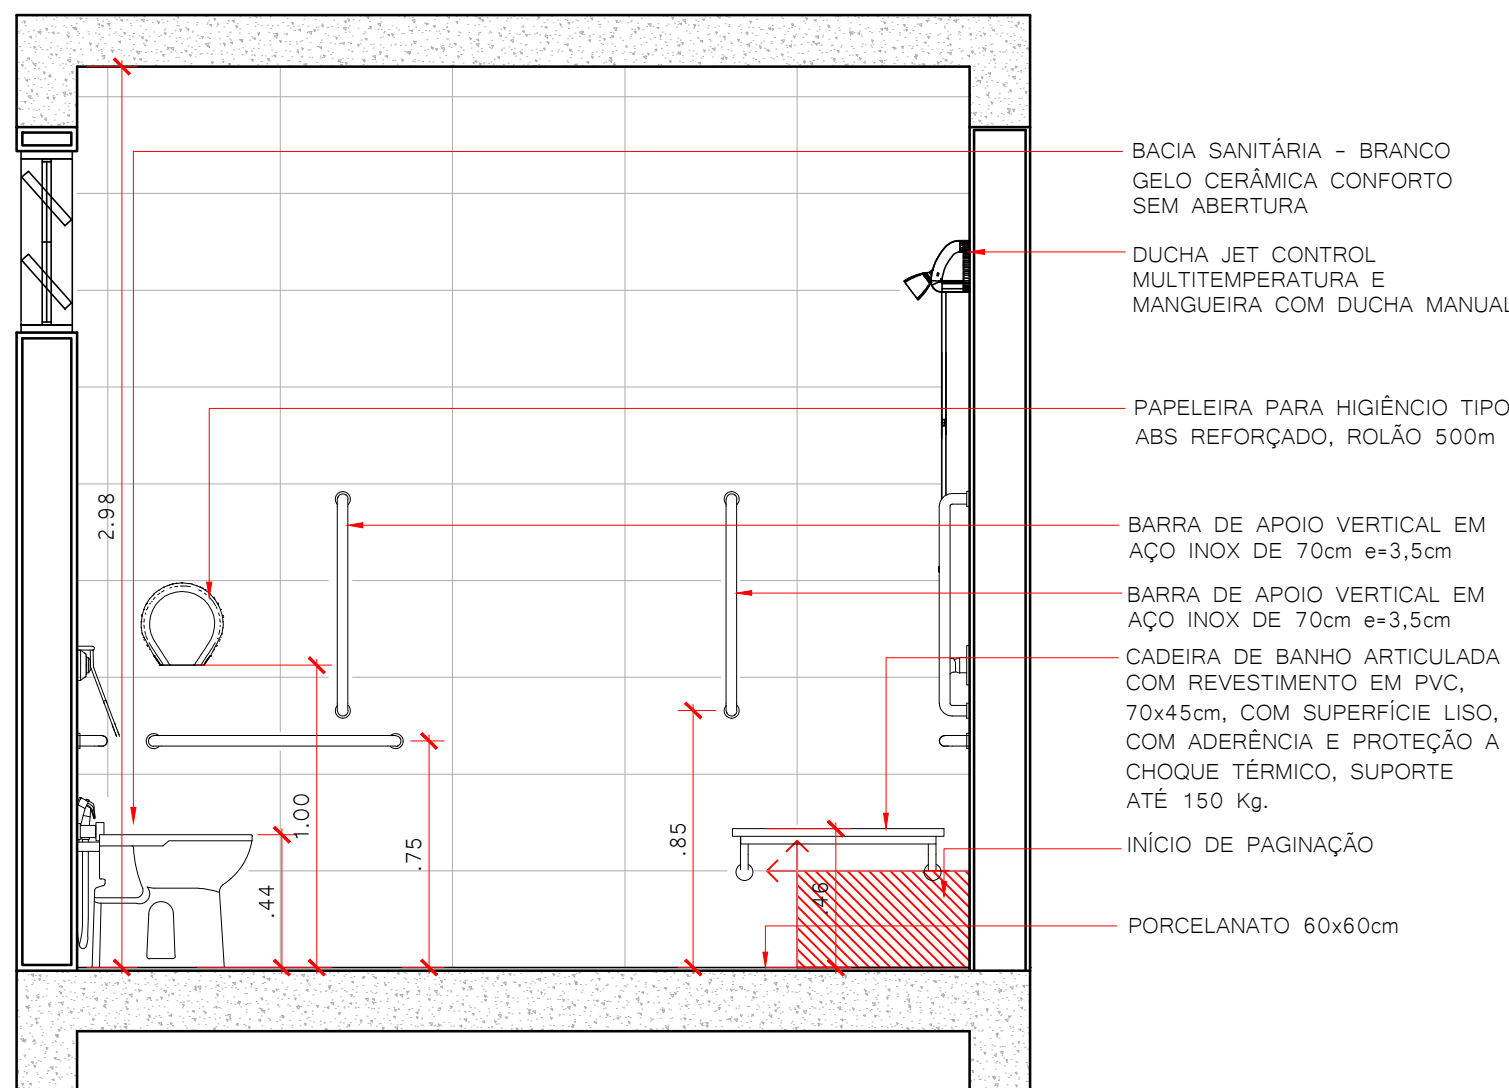 BACIA SANITÁRIA - BRANCO
GELO CERÂMICA CONFORTO
SEM ABERTURA
DUCHA JET CONTROL
MULTITEMPERATURA E
MANGUEIRA COM DUCHA MANUAL
PAPELEIRA PARA HIGIÊNCIO TIPO
ABS REFORÇADO, ROLÃO 500m
2.98
BARRA DE APOIO VERTICAL EM
AÇO INOX DE 70cm e=3,5cm
BARRA DE APOIO VERTICAL EM
AÇO INOX DE 70cm e=3,5cm
CADEIRA DE BANHO ARTICULADA
COM REVESTIMENTO EM PVC,
70x45cm, COM SUPERFÍCIE LISO,
COM ADERÊNCIA E PROTEÇÃO A
CHOQUE TÉRMICO, SUPORTE
ATÉ 150 Kg.
1.00
.75
.85
.44
.46
INÍCIO DE PAGINAÇÃO
PORCELANATO 60x60cm